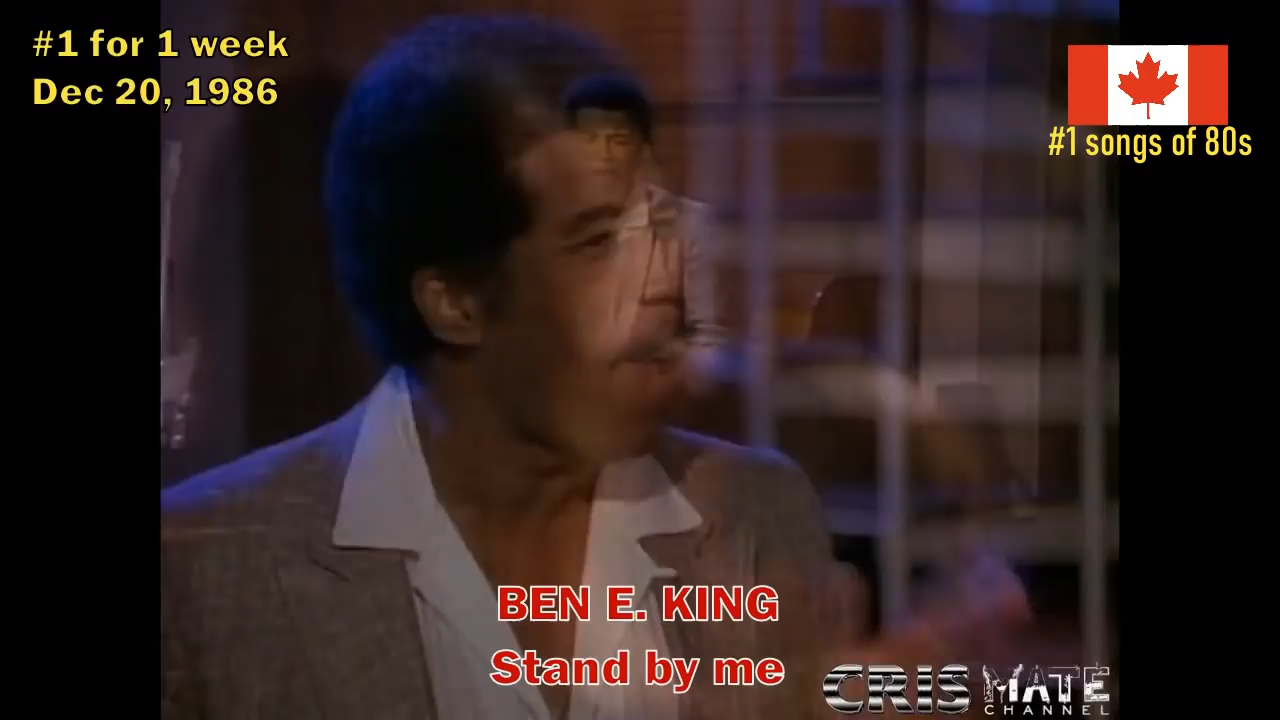 #1 for 1 week
Dec 20, 1986
#1 songs of 80s
BEN E. KING
Stand by me
CRIS MATE
CHANNEL